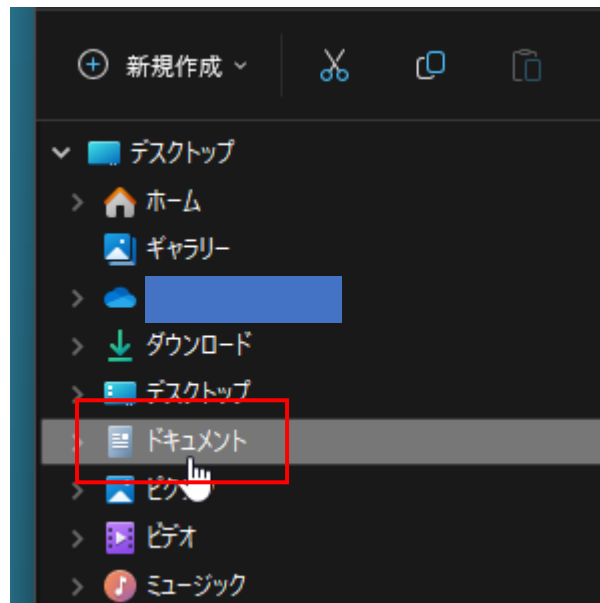 新規作成
デスクトップ
ホーム
ギャラリー
ダウンロード
デスクトップ
ドキュメント
ビデオ
ミュージック